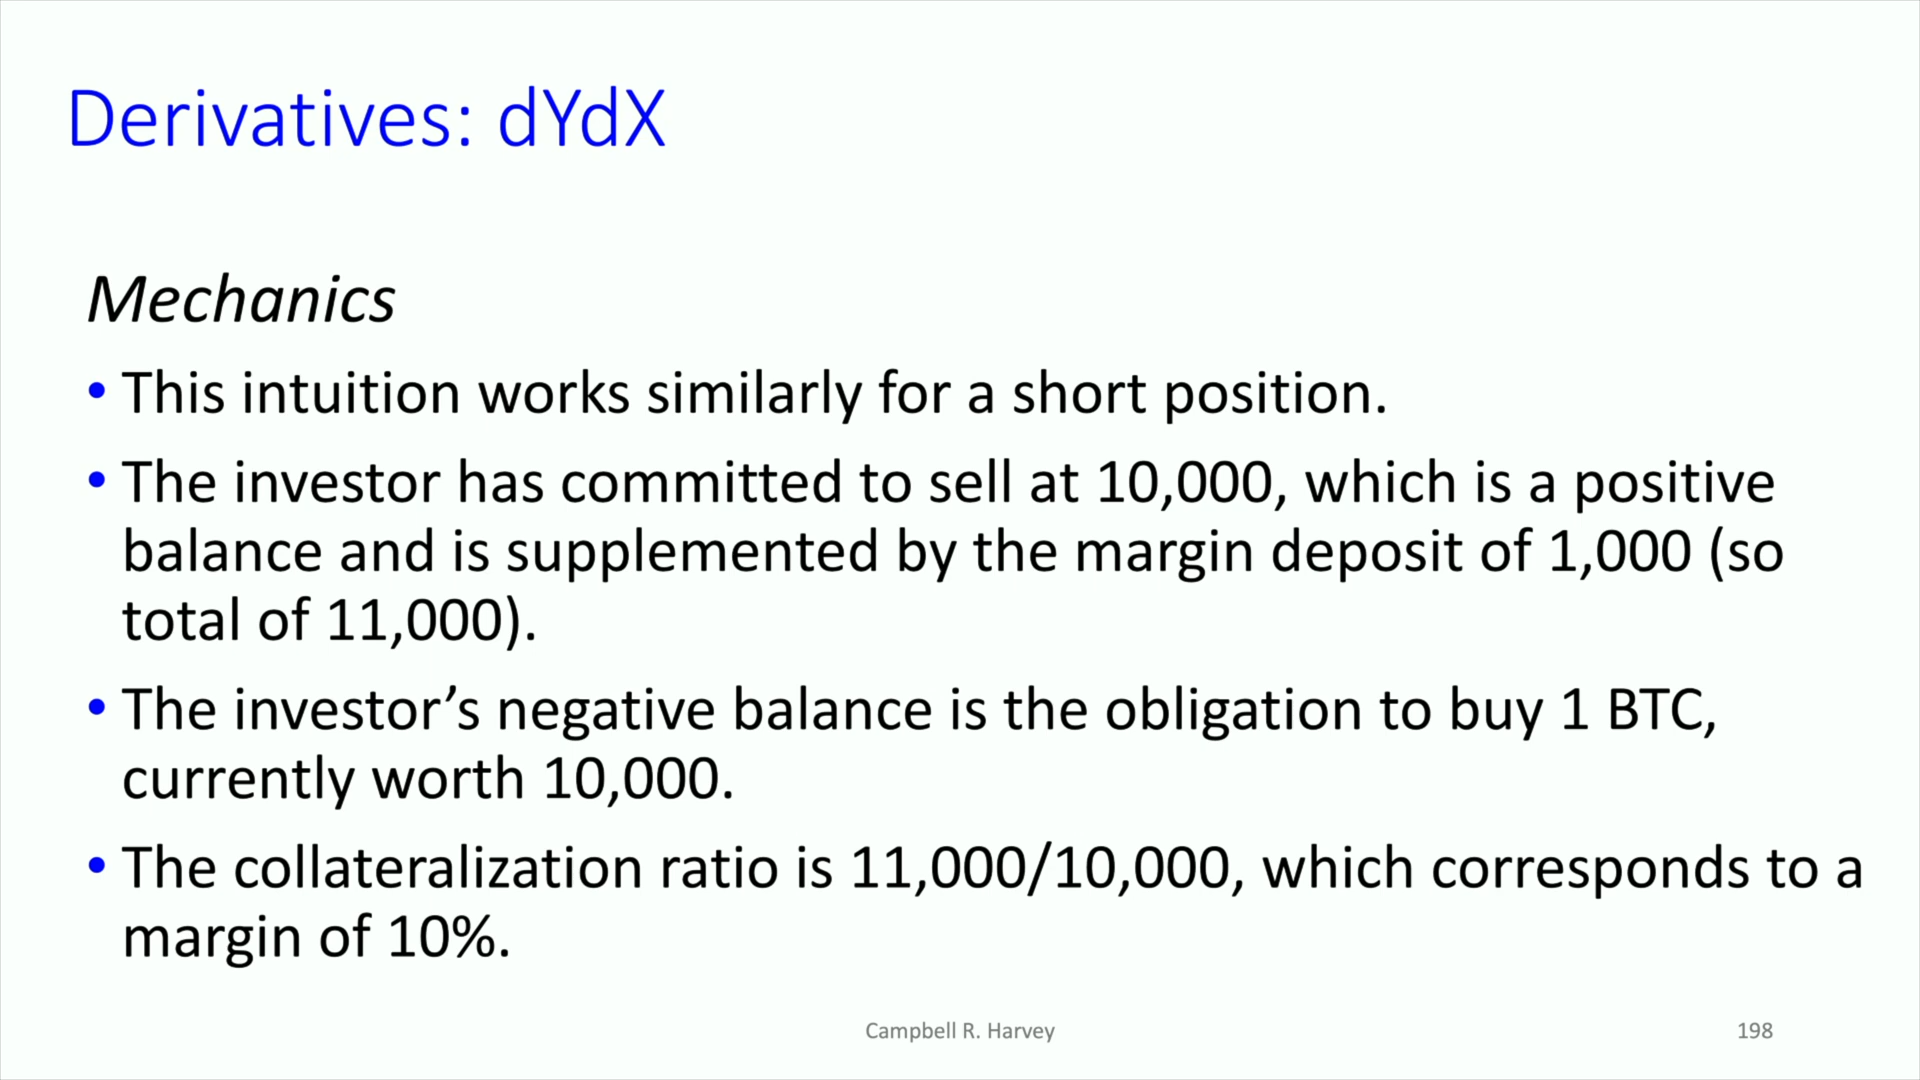 Derivatives: dYdX
Mechanics
• This intuition works similarly for a short position.
• The investor has committed to sell at 10,000, which is a positive
balance and is supplemented by the margin deposit of 1,000 (so
total of 11,000).
• The investor’s negative balance is the obligation to buy 1 BTC,
currently worth 10,000.
• The collateralization ratio is 11,000/10,000, which corresponds to a
margin of 10%.
Campbell R. Harvey
198